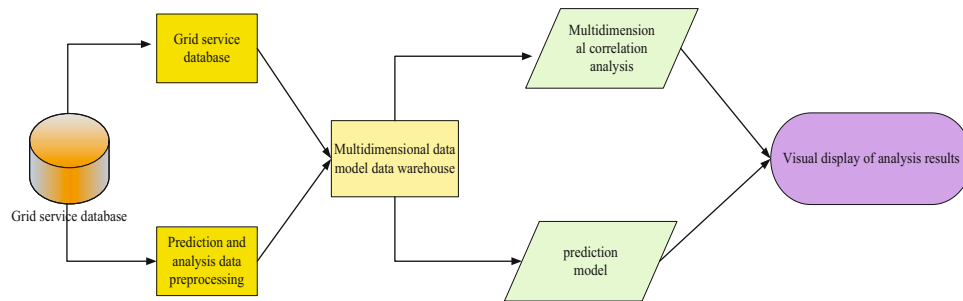 Grid service
database
Grid service database
Prediction and
analysis data
preprocessing
Multidimensional data
model data warehouse
Multidimension
al correlation
analysis
prediction
model
Visual display of analysis results